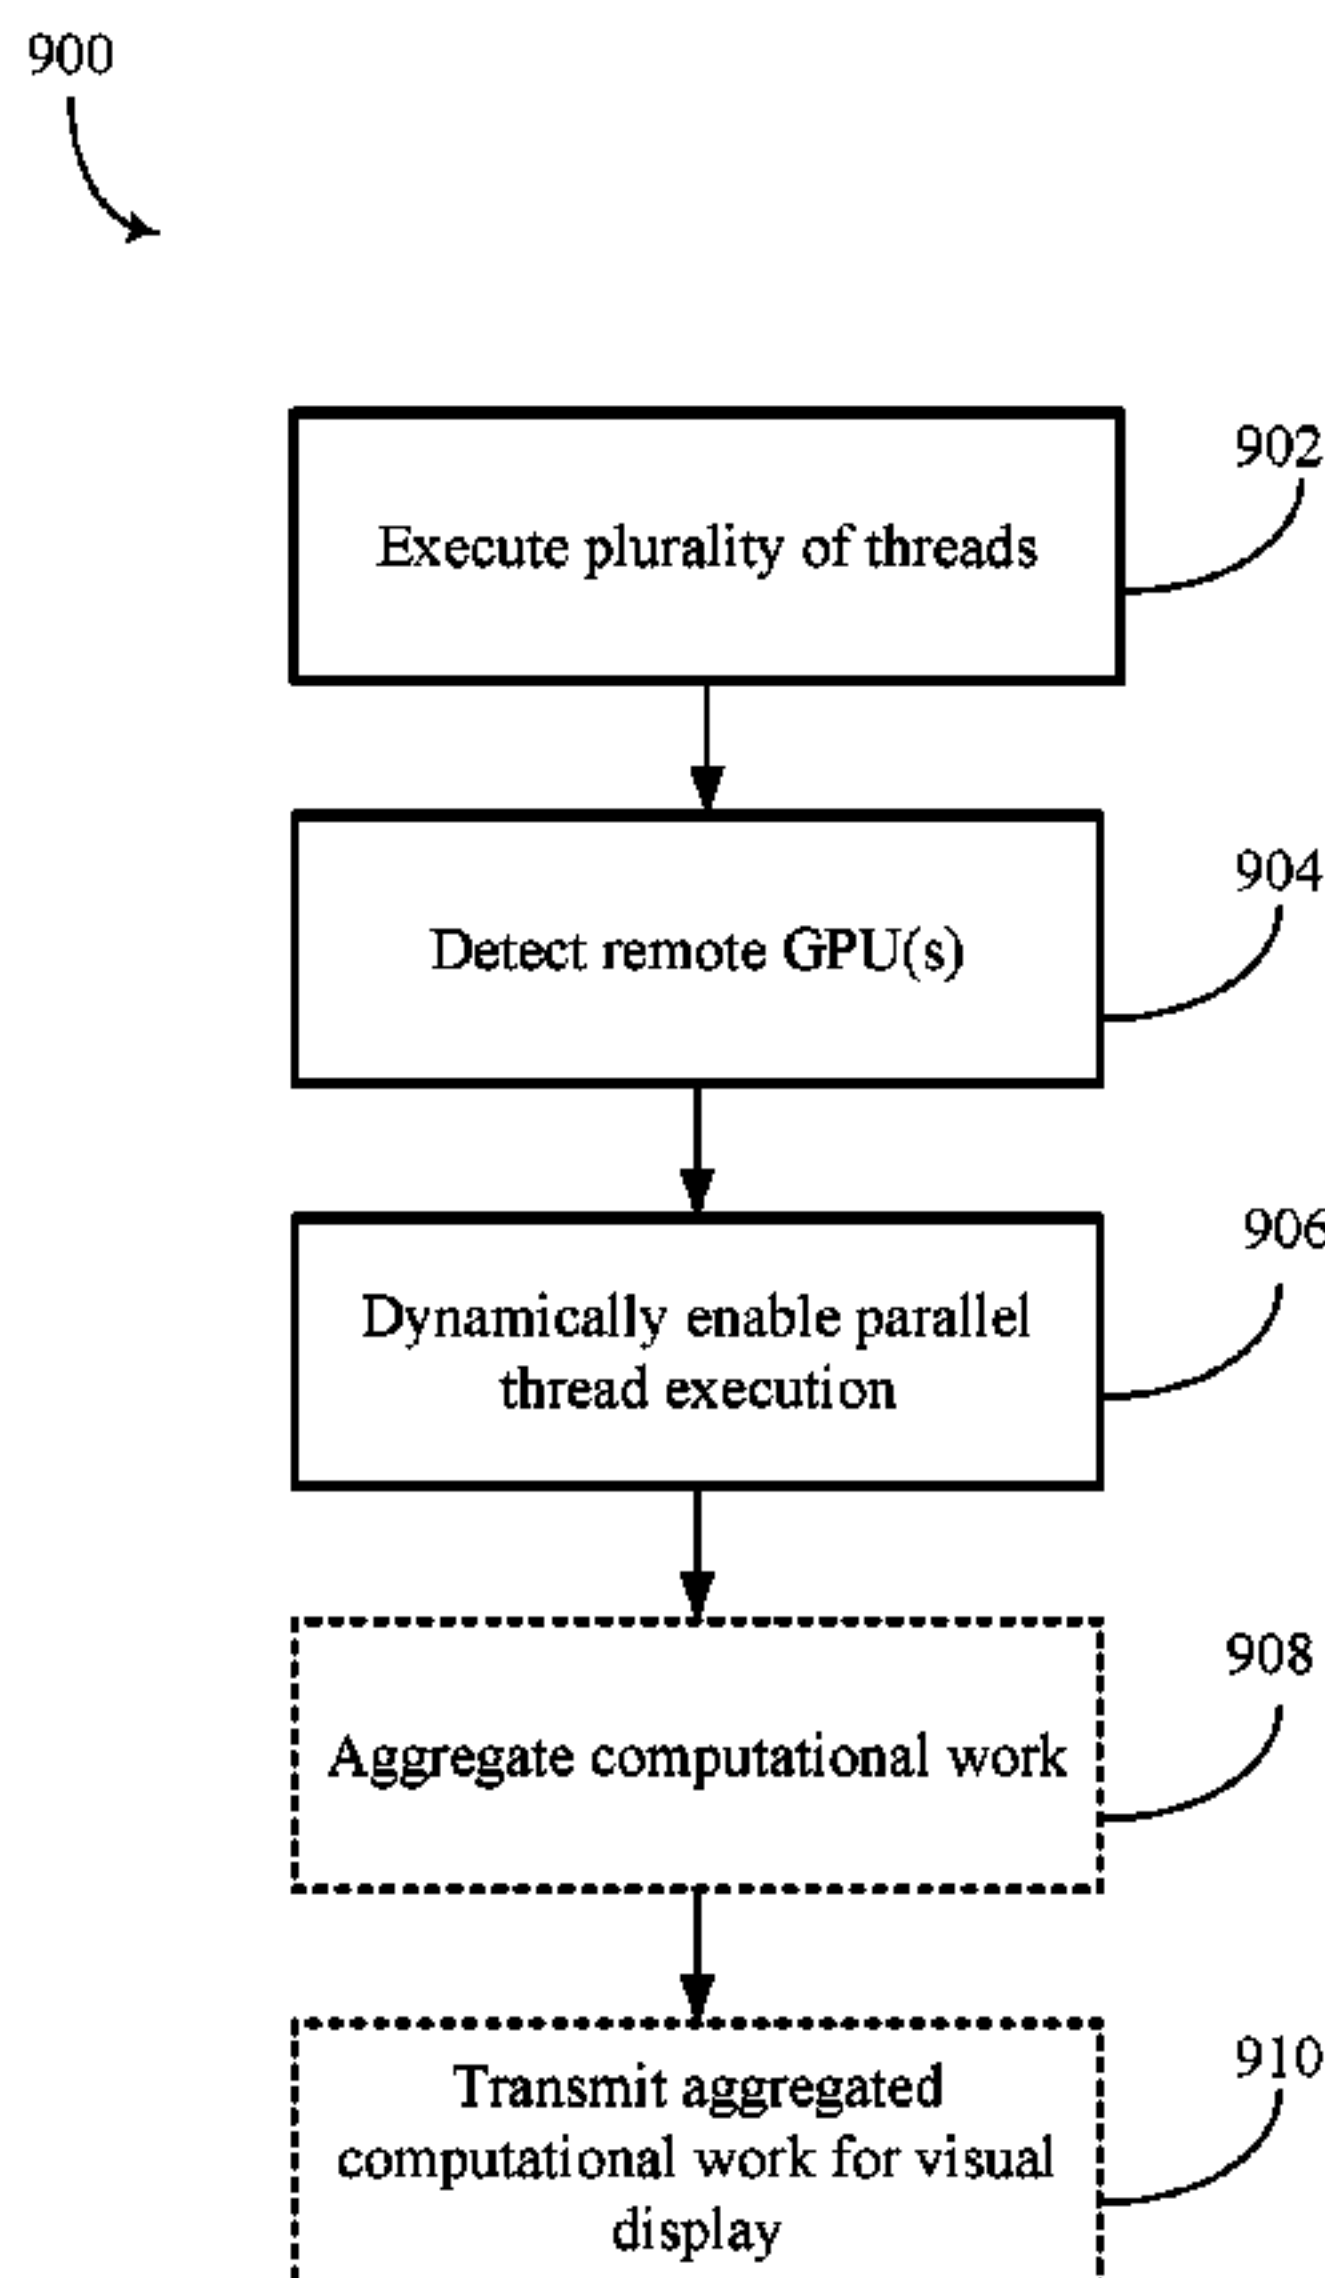 900
902
Execute plurality of threads
904
Detect remote GPU(s)
906
Dynamically enable parallel
thread execution
908
Aggregate computational work
910
Transmit aggregated
computational work for visual
display